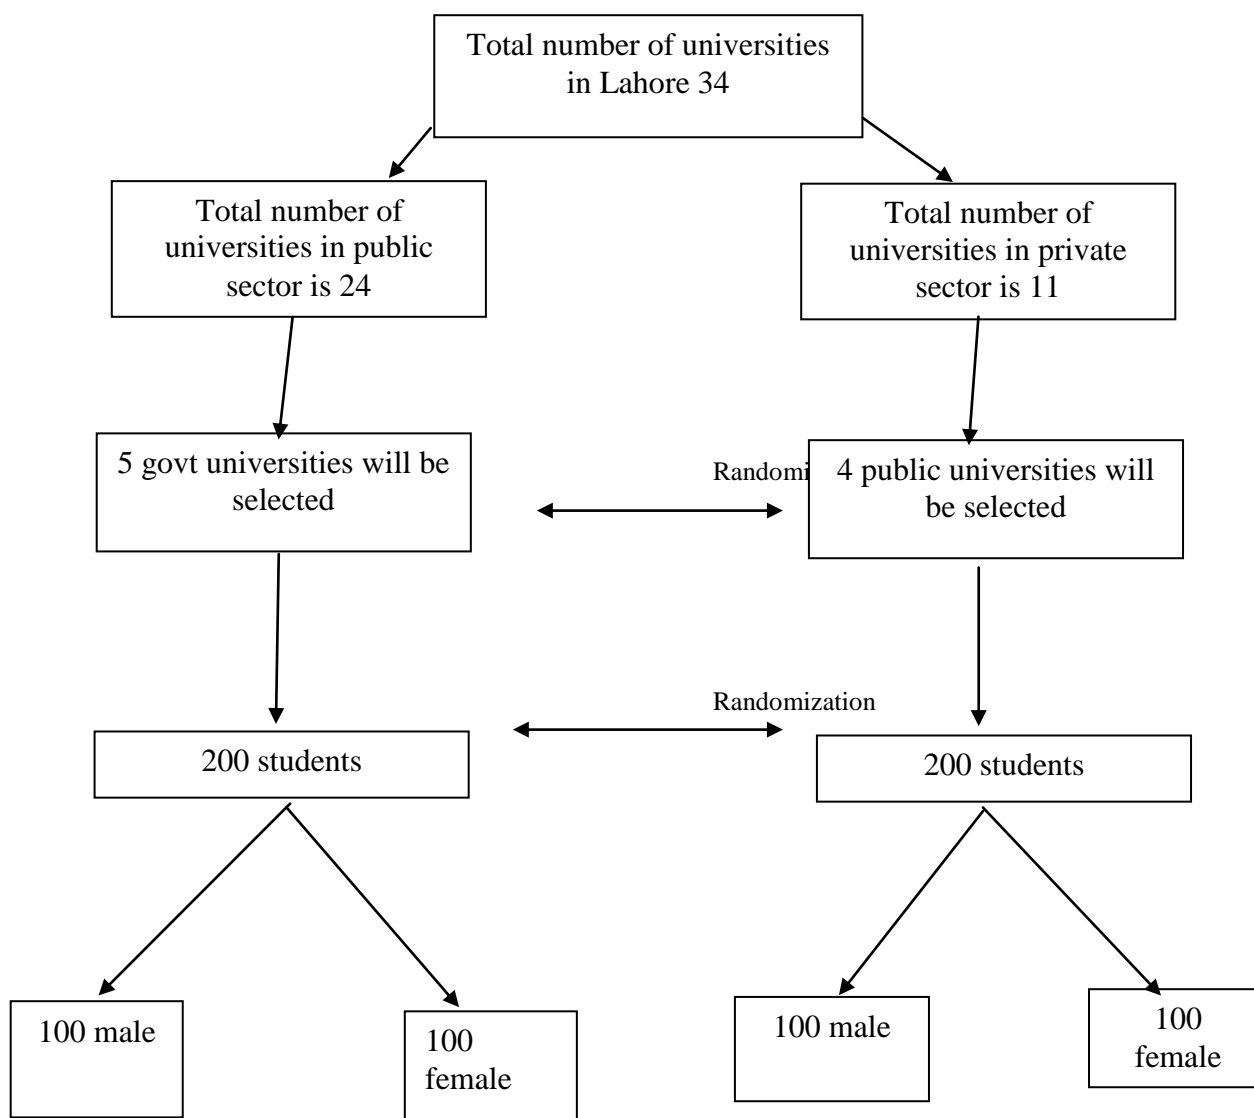 Total number of universities
in Lahore 34
Total number of
universities in public
sector is 24
Total number of
universities in private
sector is 11
5 govt universities will be
selected
Randomi
4 public universities will
be selected
Randomization
200 students
200 students
100 male
100
female
100 male
100
female